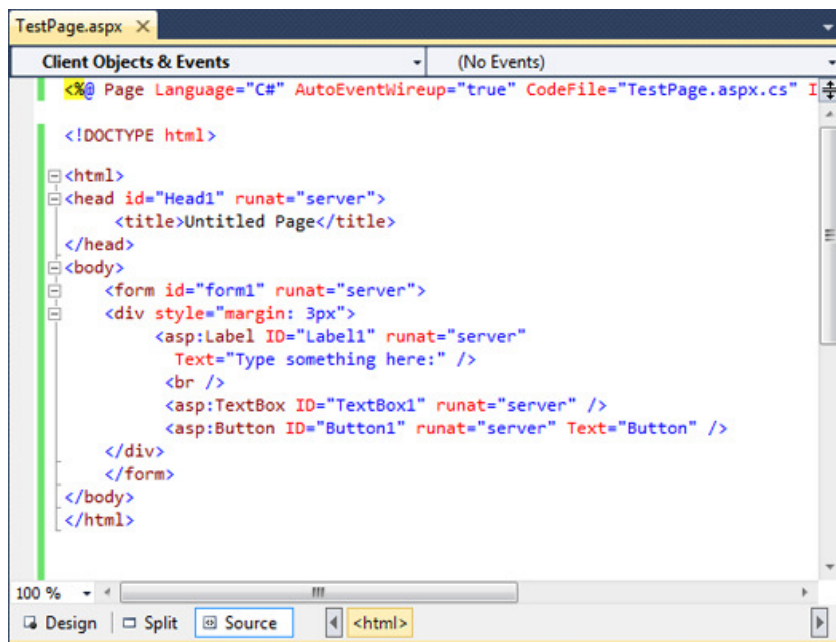 TestPage.aspx
Client Objects & Events (No Events)
<%@ Page Language="C#" AutoEventWireup="true" CodeFile="TestPage.aspx.cs" I
<!DOCTYPE html>
<html>
<head id="Head1" runat="server">
<title>Untitled Page</title>
</head>
<body>
<form id="form1" runat="server">
<div style="margin: 3px">
<asp:Label ID="Label1" runat="server"
Text="Type something here:" />
<br />
<asp:TextBox ID="TextBox1" runat="server" />
<asp:Button ID="Button1" runat="server" Text="Button" />
</div>
</form>
</body>
</html>
100 %
Design Split Source <html>